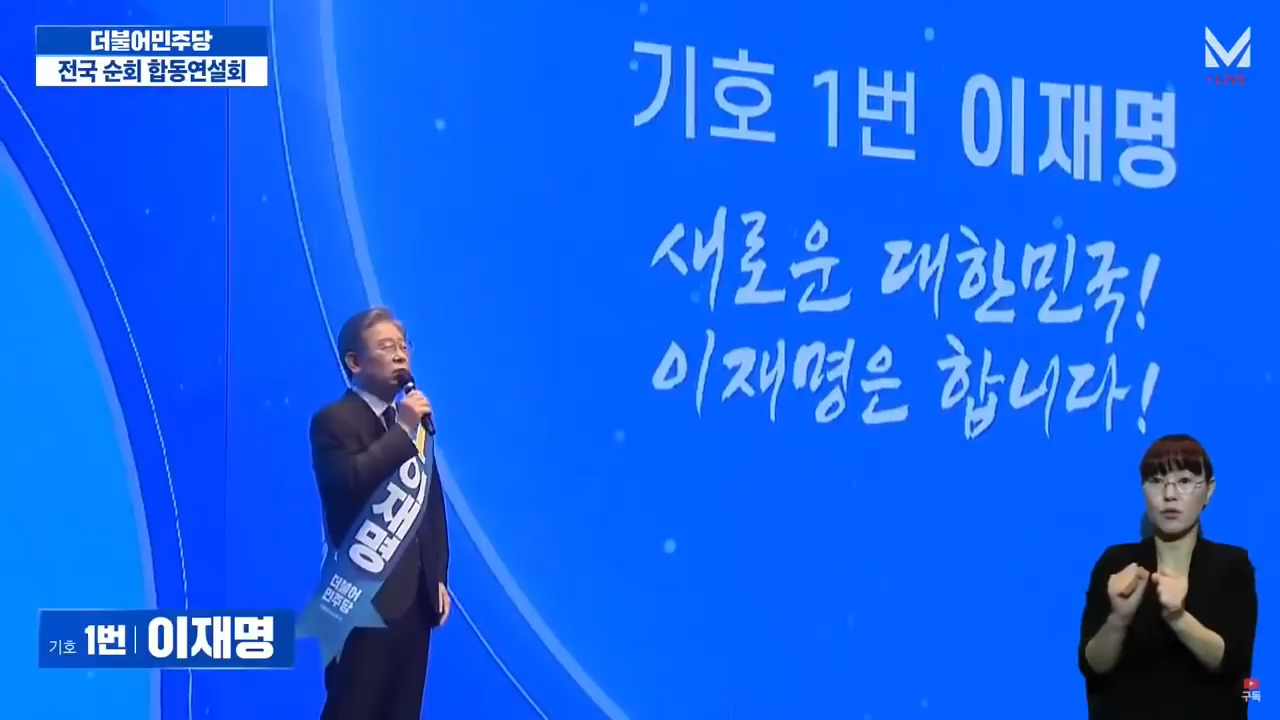 더불어민주당
전국 순회 합동연설회
LIVE
기호 1번 이재명
새로운 대한민국!
이재명은 합니다!
이재명
더불어
민주당
기호 1번 이재명
구독